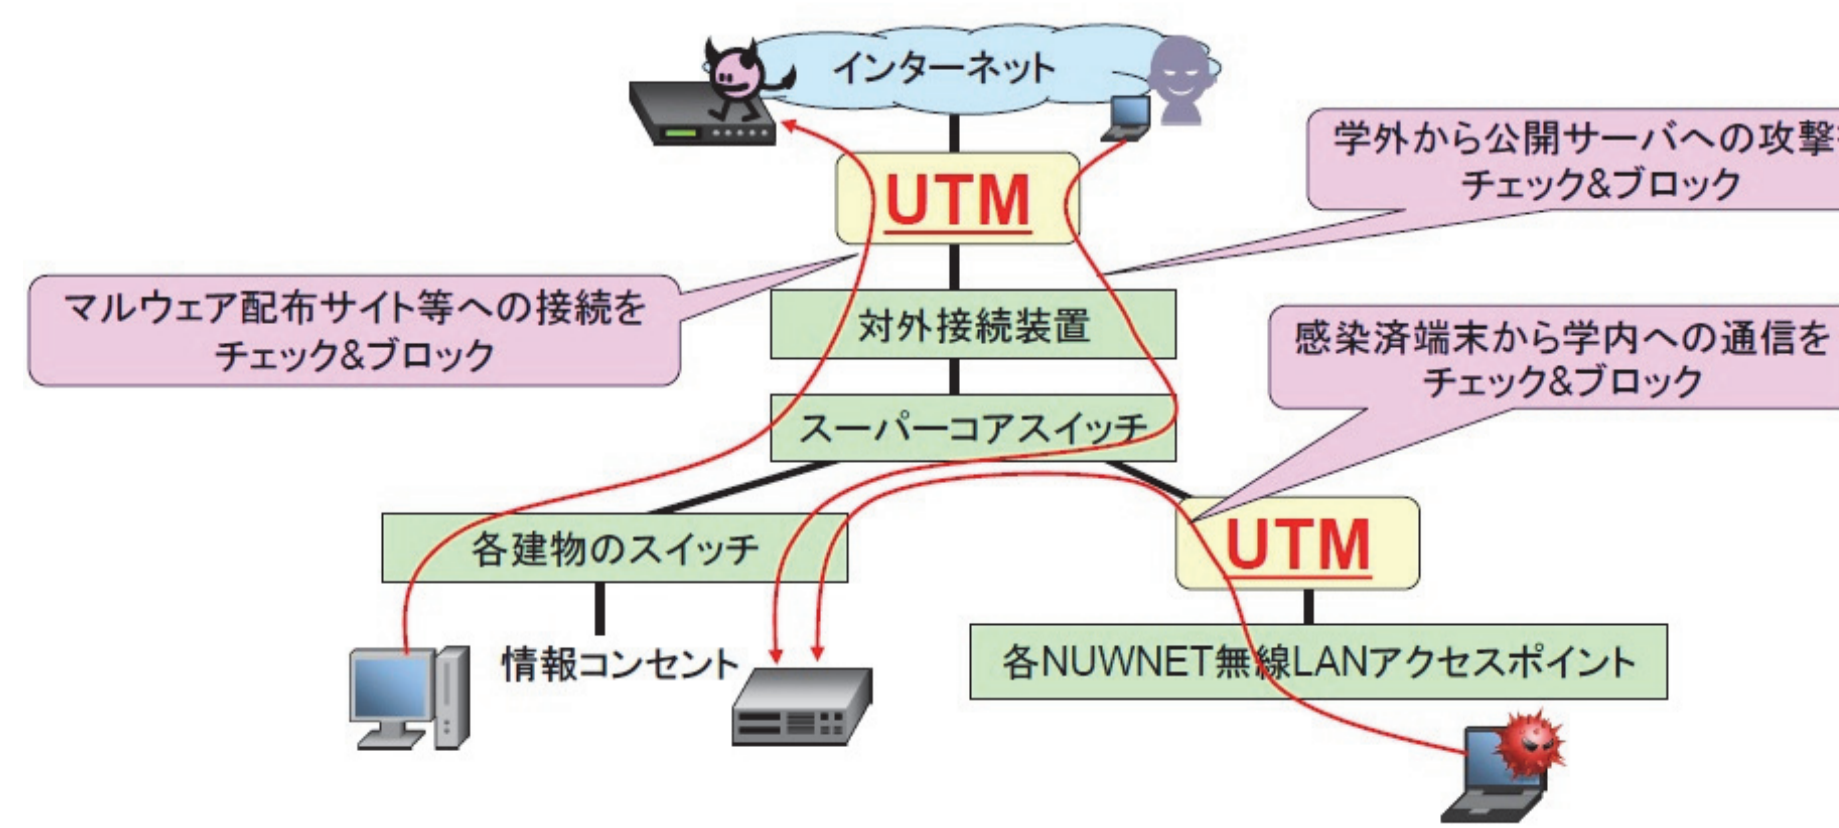 インターネット
UTM
学外から公開サーバへの攻撃
チェック&ブロック
マルウェア配布サイト等への接続を
チェック&ブロック
対外接続装置
感染済端末から学内への通信を
チェック&ブロック
スーパーコアスイッチ
各建物のスイッチ
UTM
情報コンセント
各NUWNET無線LANアクセスポイント